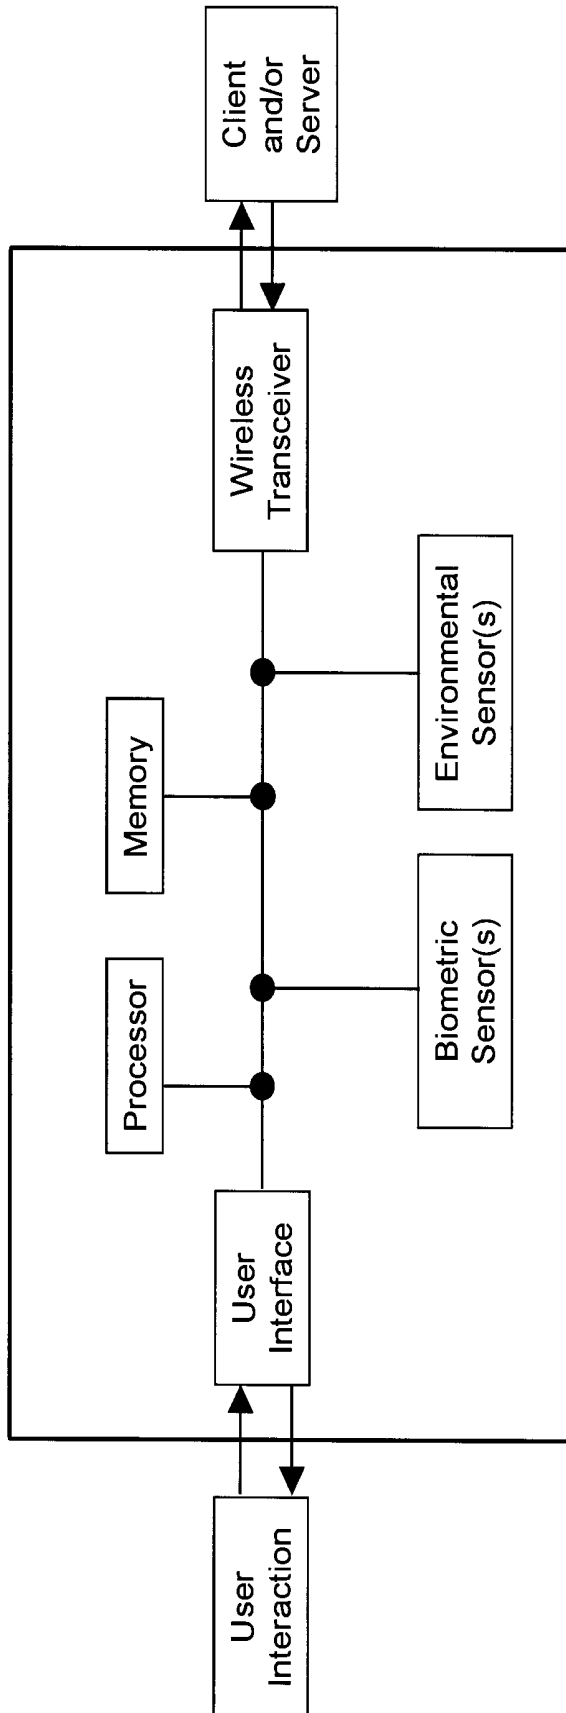 User
Interaction
User
Interface
Processor
Memory
Biometric
Sensor(s)
Environmental
Sensor(s)
Wireless
Transceiver
Client
and/or
Server